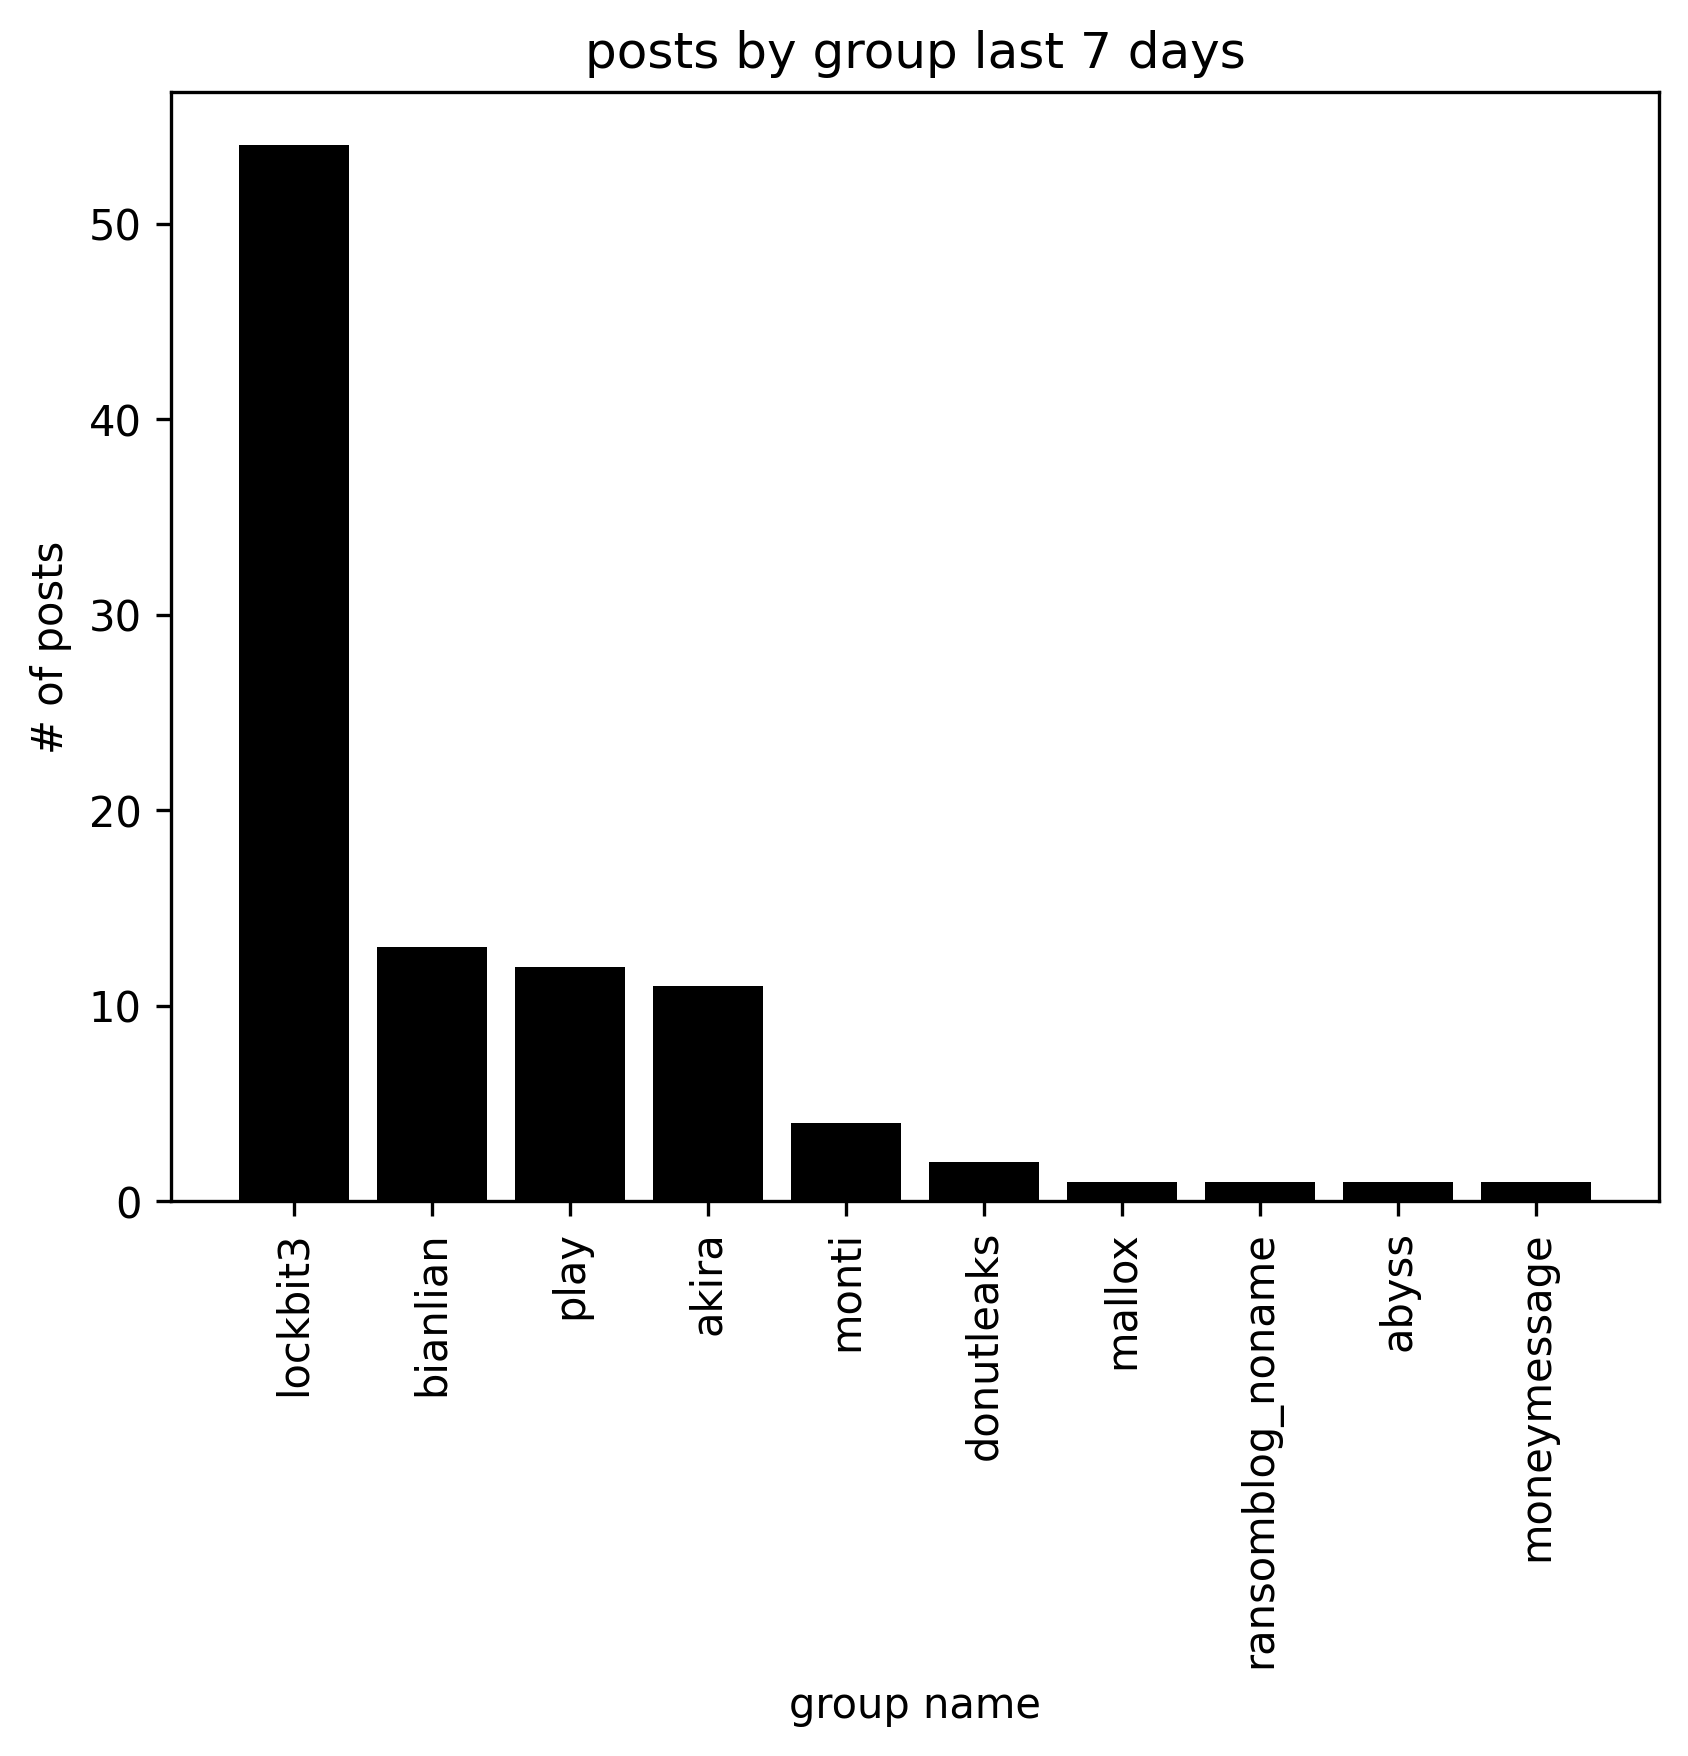 posts by group last 7 days
# of posts
50
40
30
20
10
0
lockbit3
bianlian
play
akira
monti
donutleaks
mallox
ransomblog_noname
abyss
moneymessage
group name